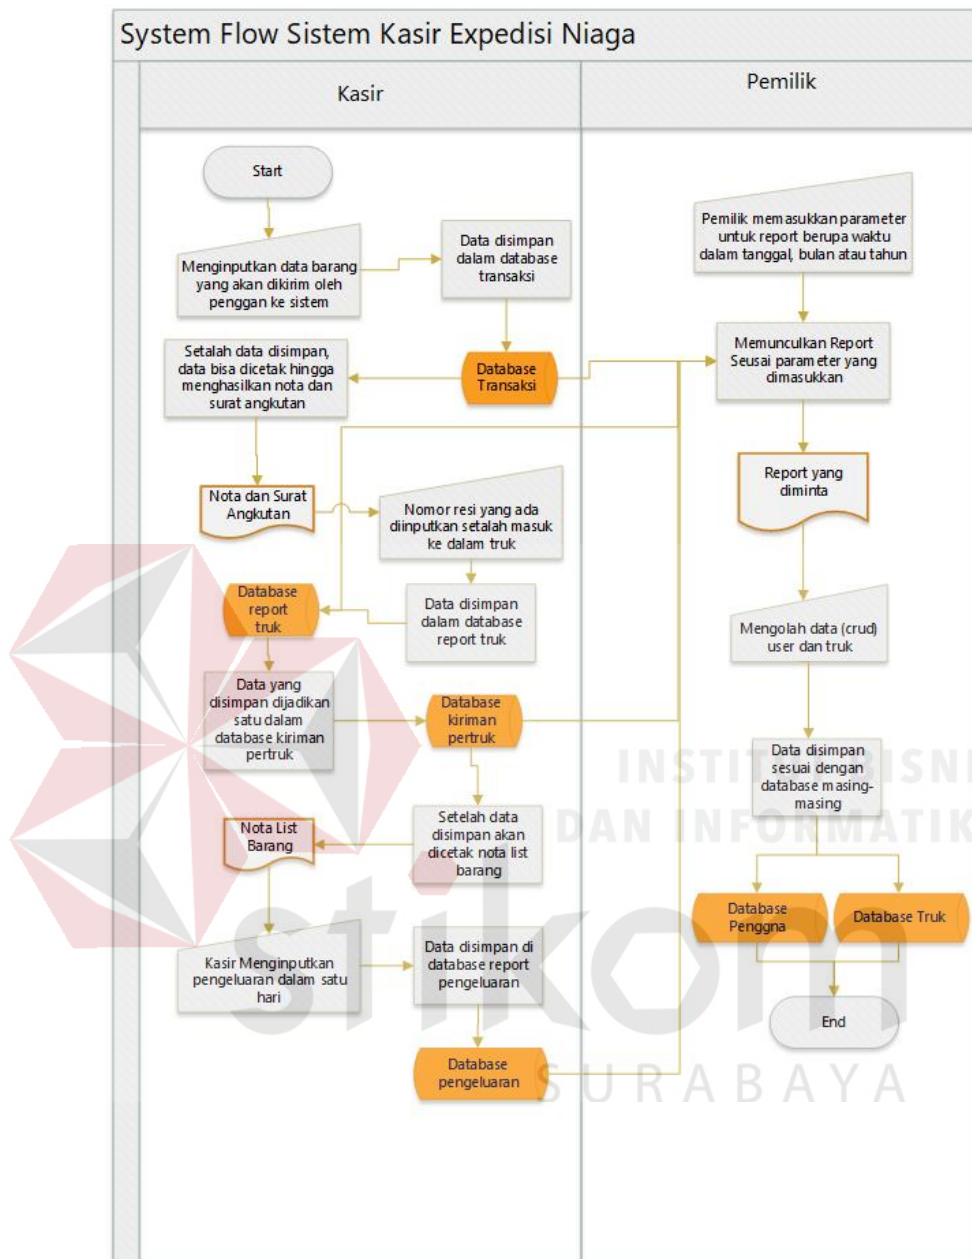 System Flow Sistem Kasir Expedisi Niaga
Kasir
Pemilik
Start
Menginputkan data barang
yang akan dikirim oleh
penggan ke sistem
Data disimpan
dalam database
transaksi
Database
Transaksi
Setalah data disimpan,
data bisa dicetak hingga
menghasilkan nota dan
surat angkutan
Nota dan Surat
Angkutan
Nomor resi yang ada
diinputkan setalah masuk
ke dalam truk
Data disimpan
dalam database
report truk
Database
report
truk
Data yang
disimpan dijadikan
satu dalam
database kiriman
pertruk
Database
kiriman
pertruk
Setelah data
disimpan akan
dicetak nota list
barang
Nota List
Barang
Kasir Menginputkan
pengeluaran dalam satu
hari
Data disimpan di
database report
pengeluaran
Database
pengeluaran
Pemilik memasukkan parameter
untuk report berupa waktu
dalam tanggal, bulan atau tahun
Memunculkan Report
Seusai parameter yang
dimasukkan
Report yang
diminta
Mengolah data (crud)
user dan truk
Data disimpan
sesuai dengan
database masing-
masing
Database
Penggna
Database Truk
End
INSTITUT BISNI
DAN INFORMATIK
stikom
SURABAYA